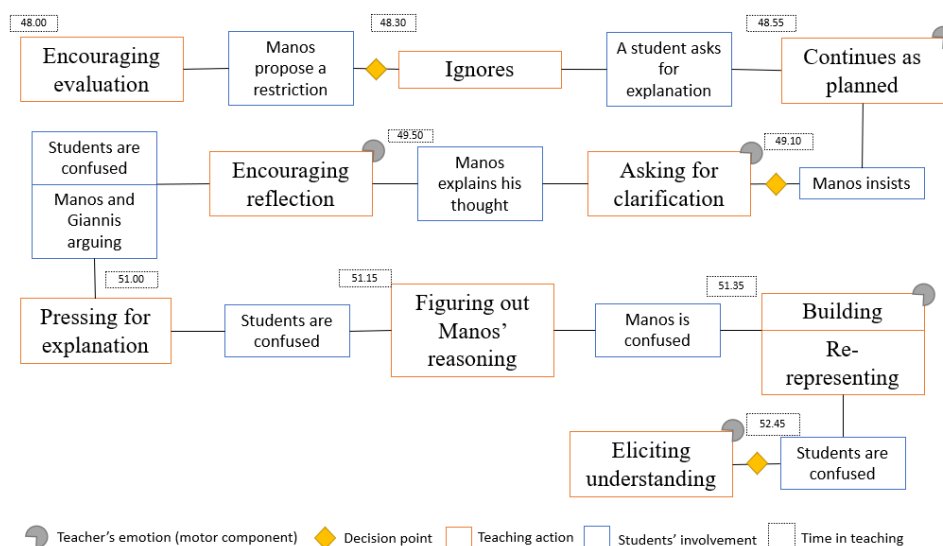 48.00
48.30
48.55
Encouraging
evaluation
Manos
propose a
restriction
Ignores
A student asks
for
explanation
Continues as
planned
49.50
49.10
Students are
confused
Manos and
Giannis
arguing
Encouraging
reflection
Manos
explains his
thought
Asking for
clarification
Manos insists
51.00
51.15
51.35
Pressing for
explanation
Students are
confused
Figuring out
Manos’
reasoning
Manos is
confused
Building
Re-
representing
52.45
Eliciting
understanding
Students are
confused
Teacher’s emotion (motor component)
Decision point
Teaching action
Students’ involvement
Time in teaching